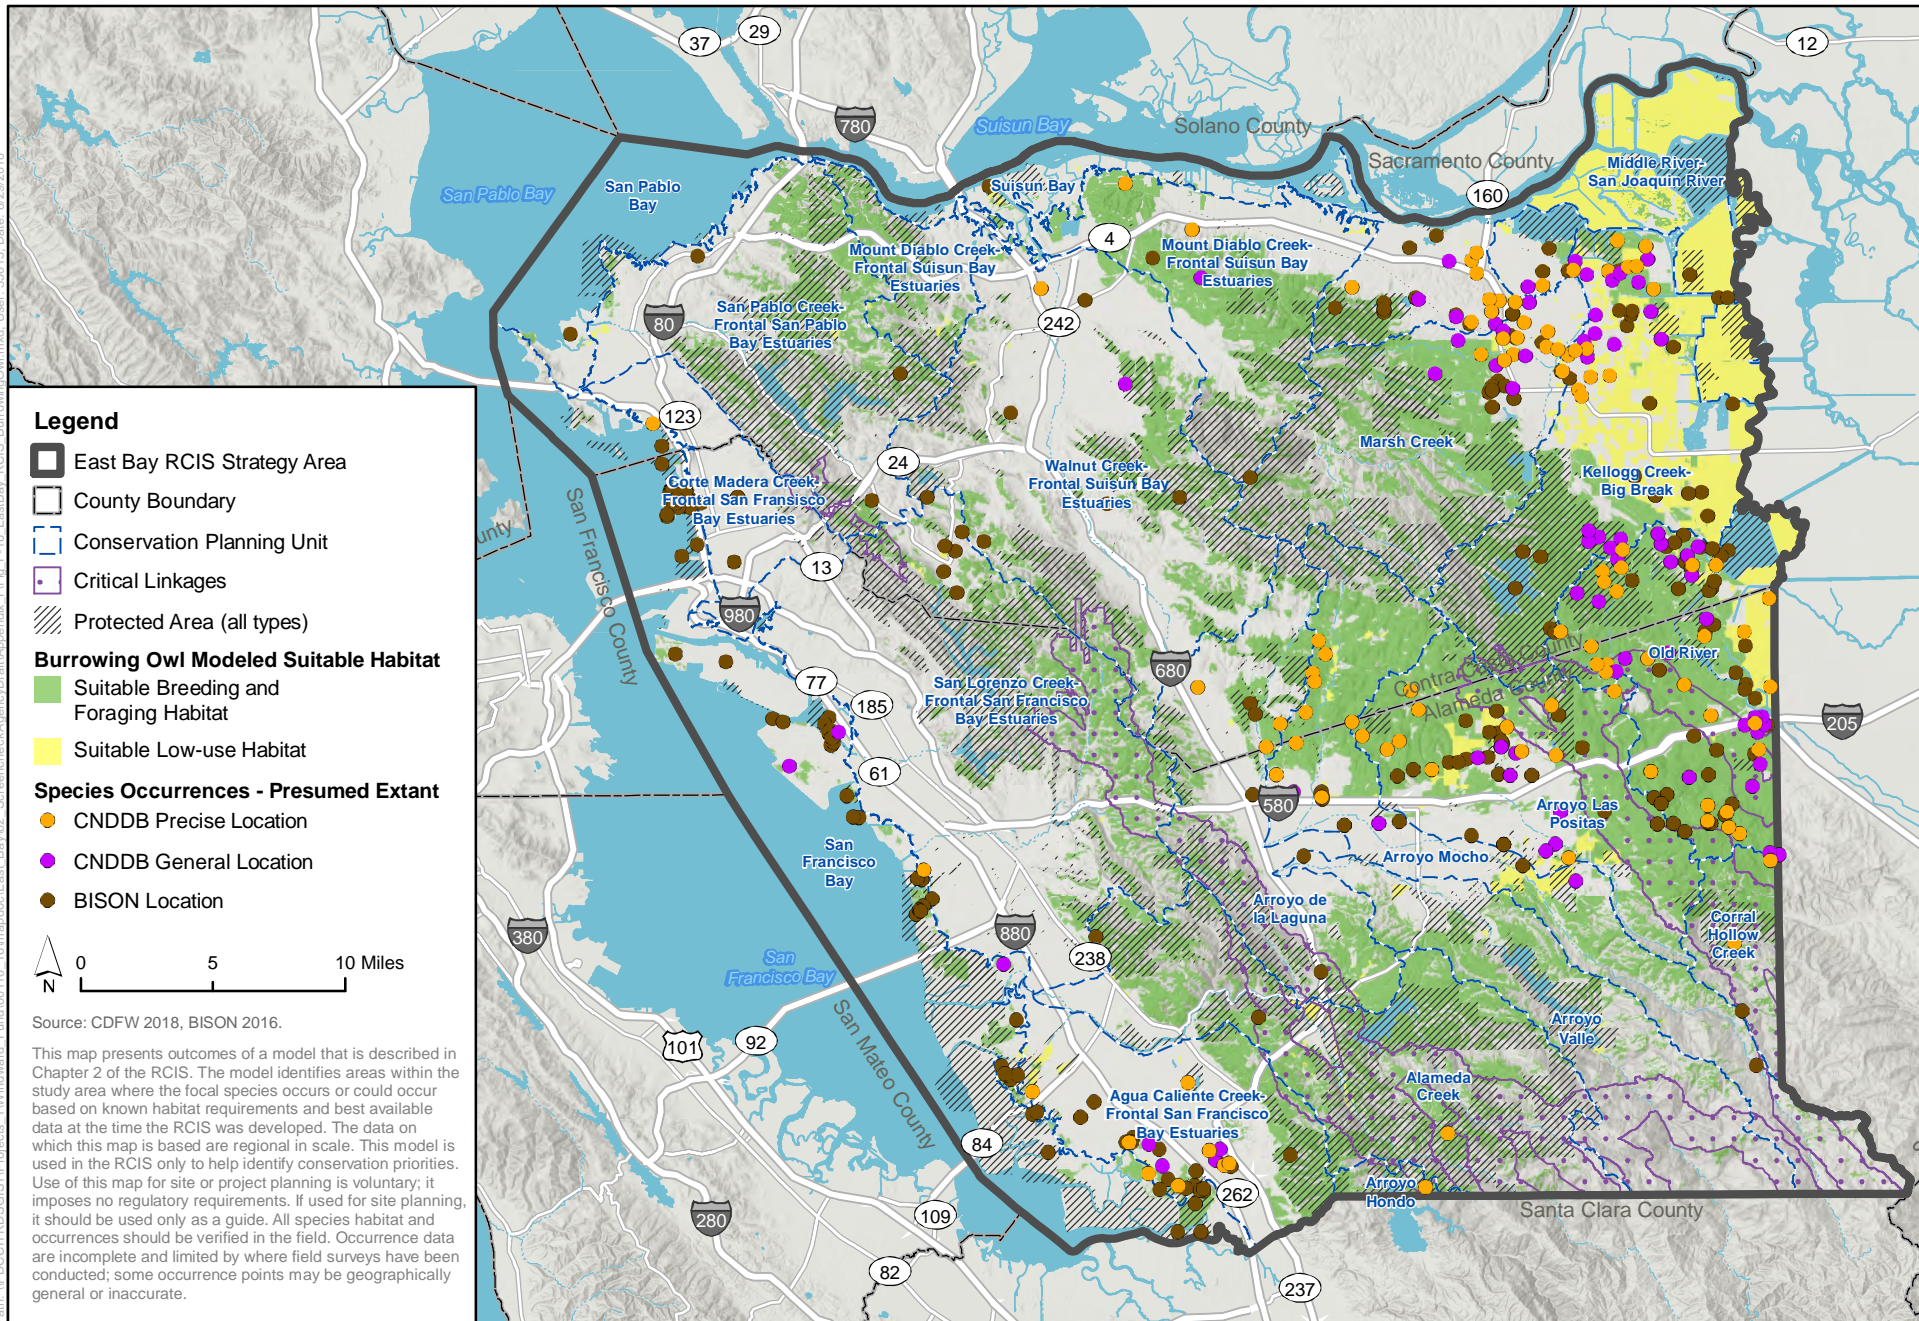 37
29
12
780
Suisun Bay
Solano County
Sacramento County
160
Middle River-
San Joaquin River
San Pablo Bay
San Pablo
Bay
Suisun Bay
4
Mount Diablo Creek-
Frontal Suisun Bay
Estuaries
Mount Diablo Creek-
Frontal Suisun Bay
Estuaries
San Pablo Creek-
Frontal San Pablo
Bay Estuaries
80
242
123
24
Marsh Creek
Walnut Creek-
Frontal Suisun Bay
Estuaries
Kellogg Creek-
Big Break
Corte Madera Creek-
Frontal San Fransisco
Bay Estuaries
unty
San Francisco County
13
980
680
Contra Costa County
Alameda County
Old River
77
185
San Lorenzo Creek-
Frontal San Francisco
Bay Estuaries
205
61
580
Arroyo Las
Positas
San
Francisco
Bay
Arroyo Mocho
Arroyo de
la Laguna
Corral
Hollow
Creek
380
880
238
San
Francisco Bay
San Mateo County
101
92
Arroyo
Valle
Alameda
Creek
Agua Caliente Creek-
Frontal San Francisco
Bay Estuaries
84
262
Arroyo
Hondo
Santa Clara County
280
109
82
237
Legend
East Bay RCIS Strategy Area
County Boundary
Conservation Planning Unit
Critical Linkages
Protected Area (all types)
Burrowing Owl Modeled Suitable Habitat
Suitable Breeding and
Foraging Habitat
Suitable Low-use Habitat
Species Occurrences - Presumed Extant
CNDDB Precise Location
CNDDB General Location
BISON Location
N
0 5 10 Miles
Source: CDFW 2018, BISON 2016.
This map presents outcomes of a model that is described in
Chapter 2 of the RCIS. The model identifies areas within the
study area where the focal species occurs or could occur
based on known habitat requirements and best available
data at the time the RCIS was developed. The data on
which this map is based are regional in scale. This model is
used in the RCIS only to help identify conservation priorities.
Use of this map for site or project planning is voluntary; it
imposes no regulatory requirements. If used for site planning,
it should be used only as a guide. All species habitat and
occurrences should be verified in the field. Occurrence data
are incomplete and limited by where field surveys have been
conducted; some occurrence points may be geographically
general or inaccurate.